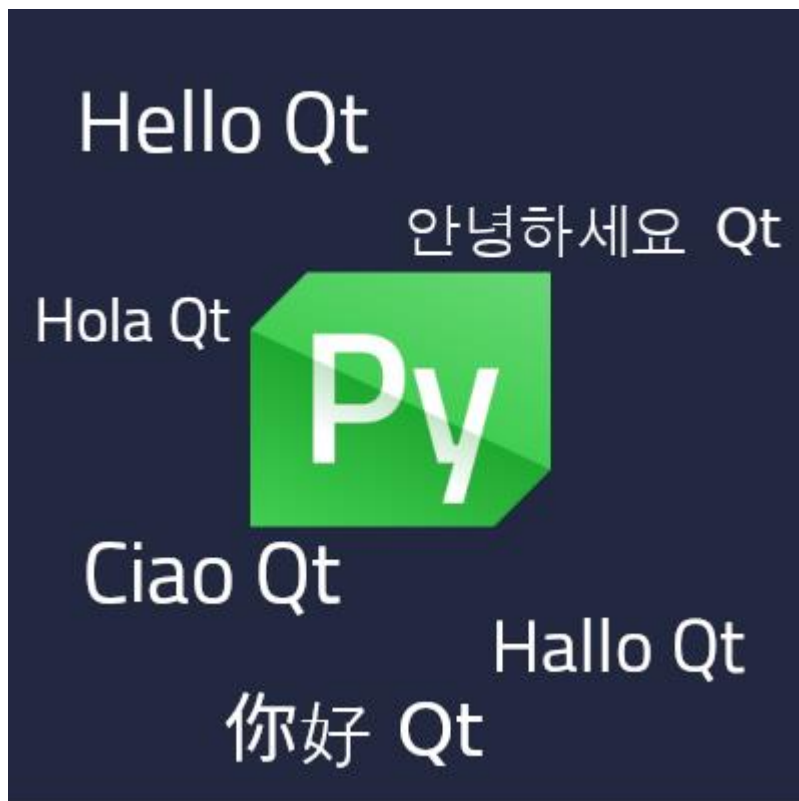 Hello Qt
안녕하세요 Qt
Hola Qt
Py
Ciao Qt
Hallo Qt
你好 Qt